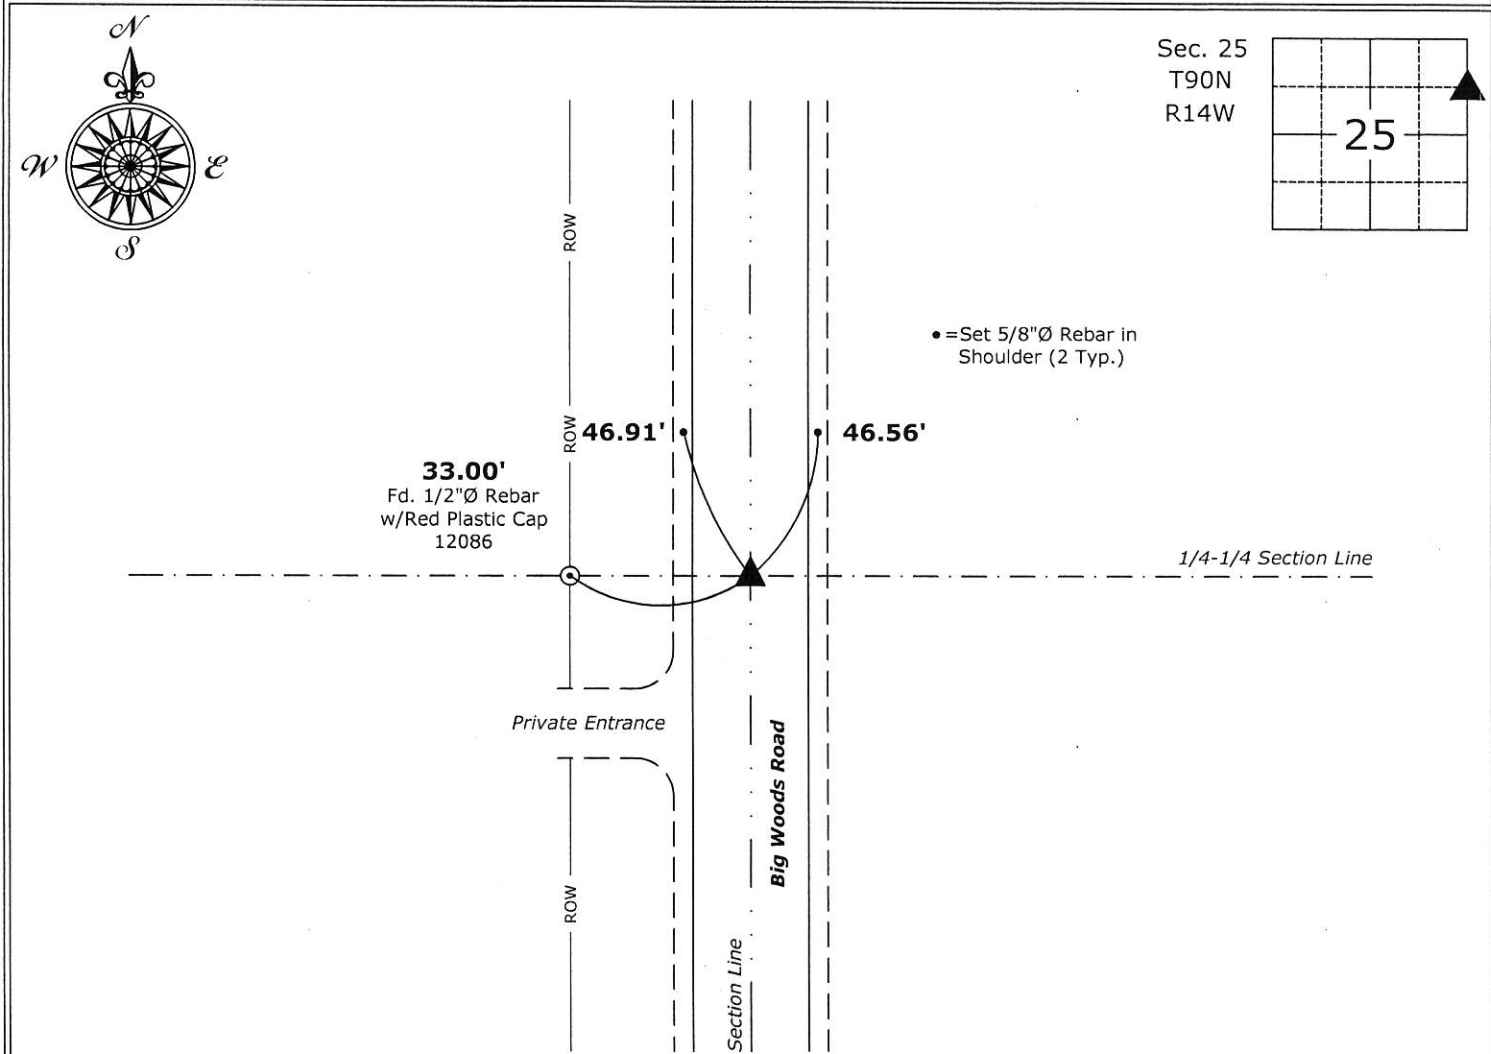 N
W
E
S
Sec. 25
T90N
R14W
25
ROW
•=Set 5/8"Ø Rebar in
Shoulder (2 Typ.)
ROW
46.91'
46.56'
33.00'
Fd. 1/2"Ø Rebar
w/Red Plastic Cap
12086
1/4-1/4 Section Line
Private Entrance
Big Woods Road
ROW
Section Line